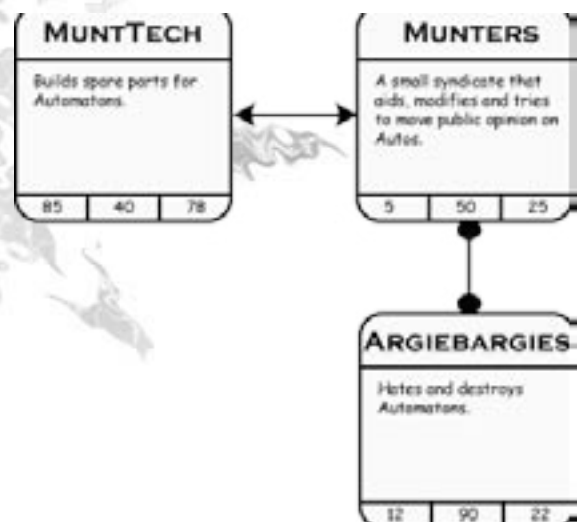 MUNTTECH
Builds spare parts for
Automatons.
85 40 78
MUNTERS
A small syndicate that
aids, modifies and tries
to move public opinion on
Autos.
5 50 25
ARGIEBARGIES
Hates and destroys
Automatons.
12 90 22